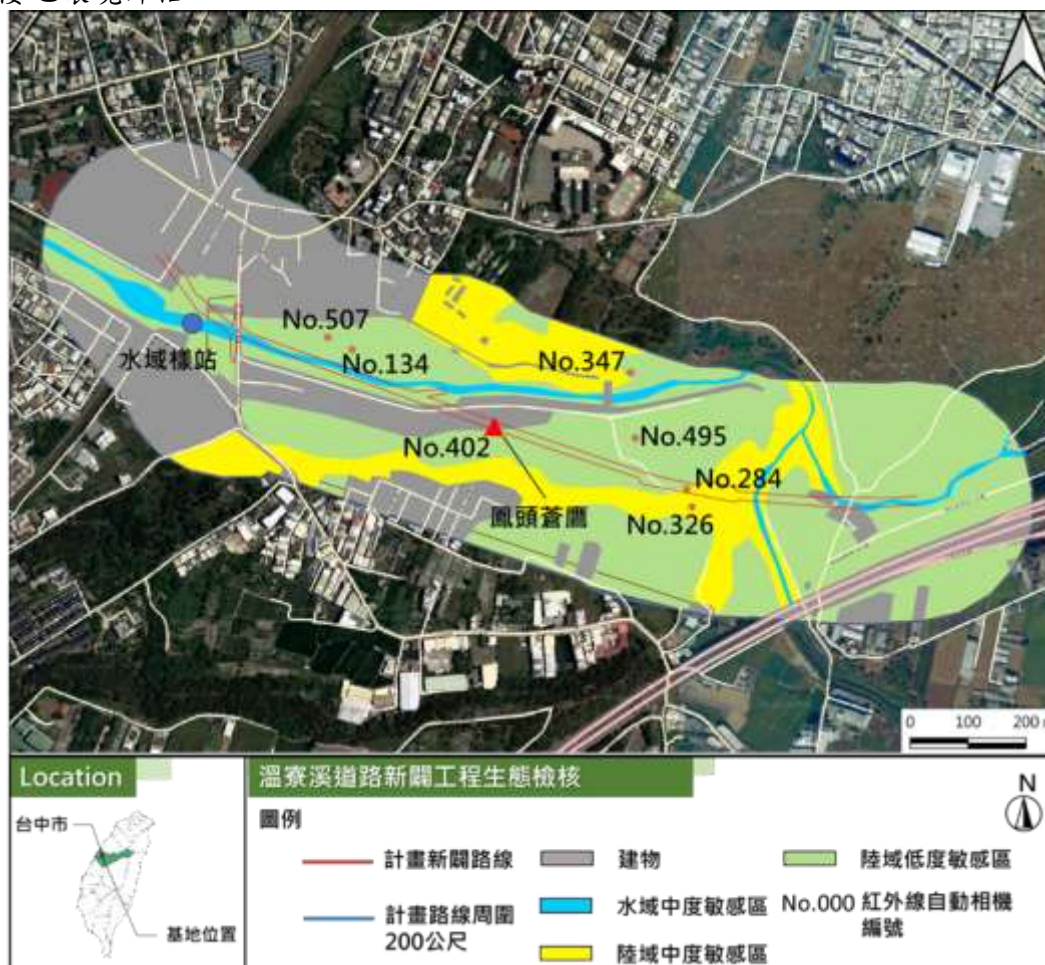 No.507
No.134
水域樣站
No.347
No.402
No.495
No.284
鳳頭蒼鷹
No.326
0 100 200
Location
溫寮溪道路新闢工程生態檢核
N
台中市
基地位置
圖例
計畫新闢路線
建物
陸域低度敏感區
計畫路線周圍
200公尺
水域中度敏感區
No.000 紅外線自動相機
編號
陸域中度敏感區